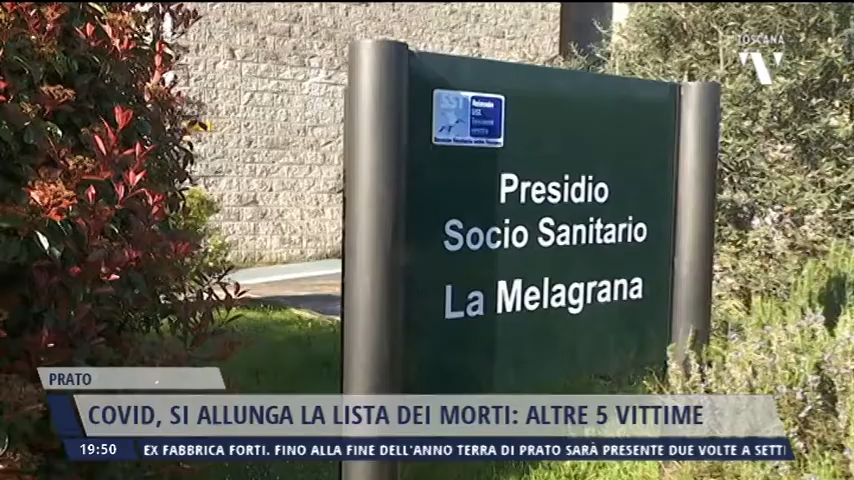 TOSCANA
SST
Presidio
Socio Sanitario
La Melagrana
PRATO
COVID, SI ALLUNGA LA LISTA DEI MORTI: ALTRE 5 VITTIME
19:50 EX FABBRICA FORTI. FINO ALLA FINE DELL'ANNO TERRA DI PRATO SARÀ PRESENTE DUE VOLTE A SETTI